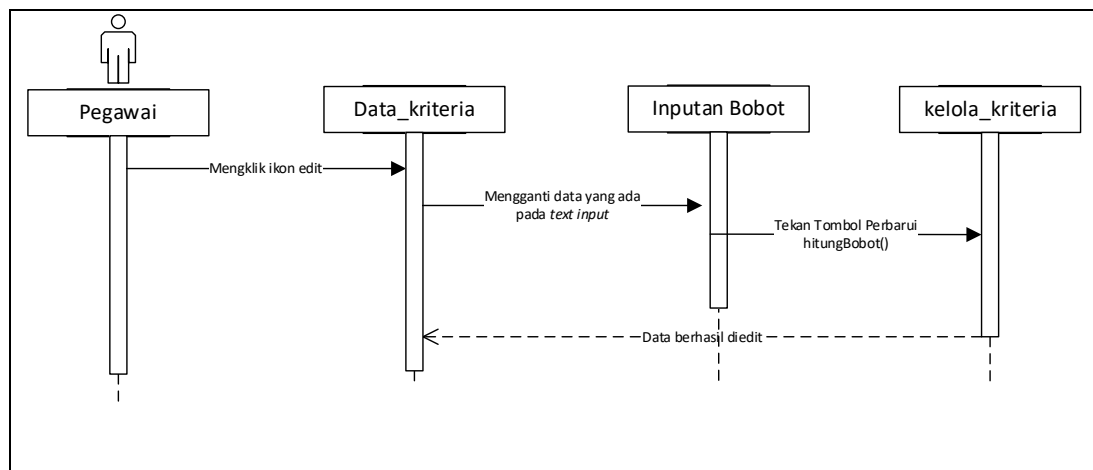 Pegawai
Data_kriteria
Inputan Bobot
kelola_kriteria
Mengklik ikon edit
Mengganti data yang ada
pada text input
Tekan Tombol Perbarui
hitungBobot()
Data berhasil diedit